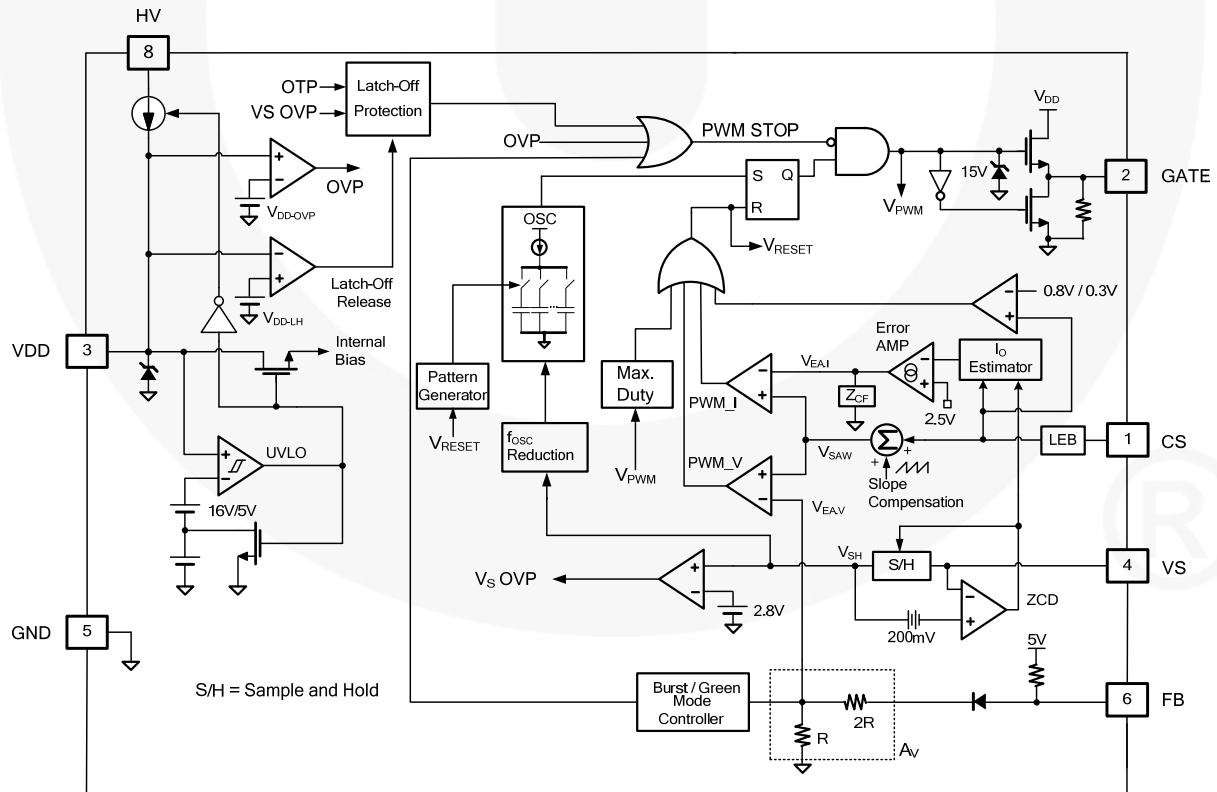 HV
8
OTP
VS OVP
Latch-Off
Protection
OVP
PWM STOP
VDD
15V
2
GATE
VPWM
S
Q
R
VRESET
+
−
OVP
VDD-OVP
−
+
Latch-Off
Release
VDD-LH
OSC
−
0.8V / 0.3V
+
VDD
3
Internal
Bias
Pattern
Generator
VRESET
fOSC
Reduction
Max.
Duty
VPWM
PWM_I
−
+
VEA.I
ZCF
Error
AMP
−
+
2.5V
IO
Estimator
PWM_V
+
−
VSAW
Σ
+
+
Slope
Compensation
LEB
1
CS
VEA.V
+
−
UVLO
16V/5V
VS OVP
+
−
2.8V
VSH
S/H
4
VS
−
+
ZCD
200mV
GND
5
S/H = Sample and Hold
Burst / Green
Mode
Controller
2R
R
AV
5V
6
FB
®